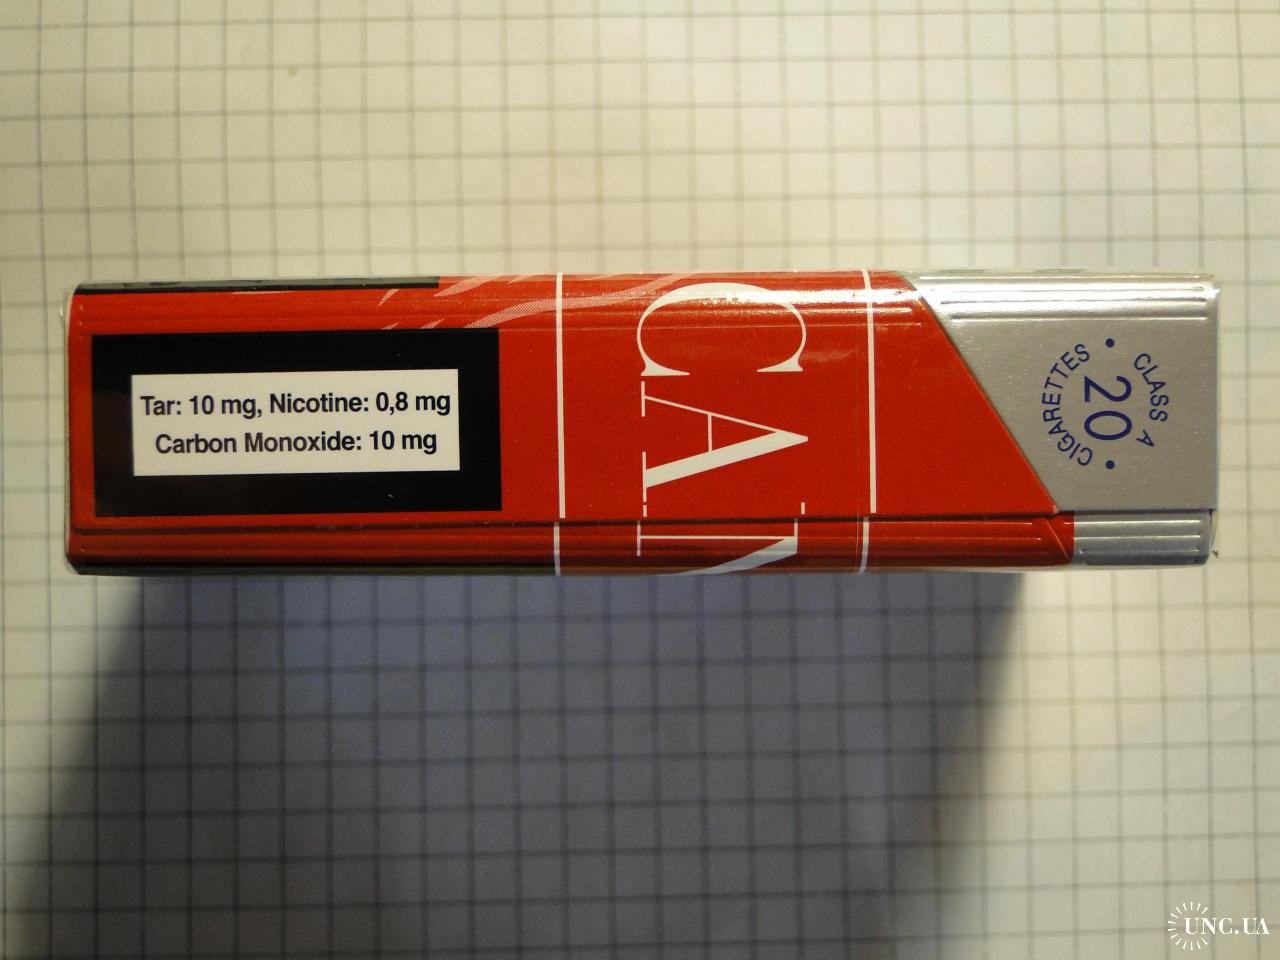 Tar: 10 mg, Nicotine: 0,8 mg
Carbon Monoxide: 10 mg
CA
CLASS A
20
CIGARETTES
UNC.UA